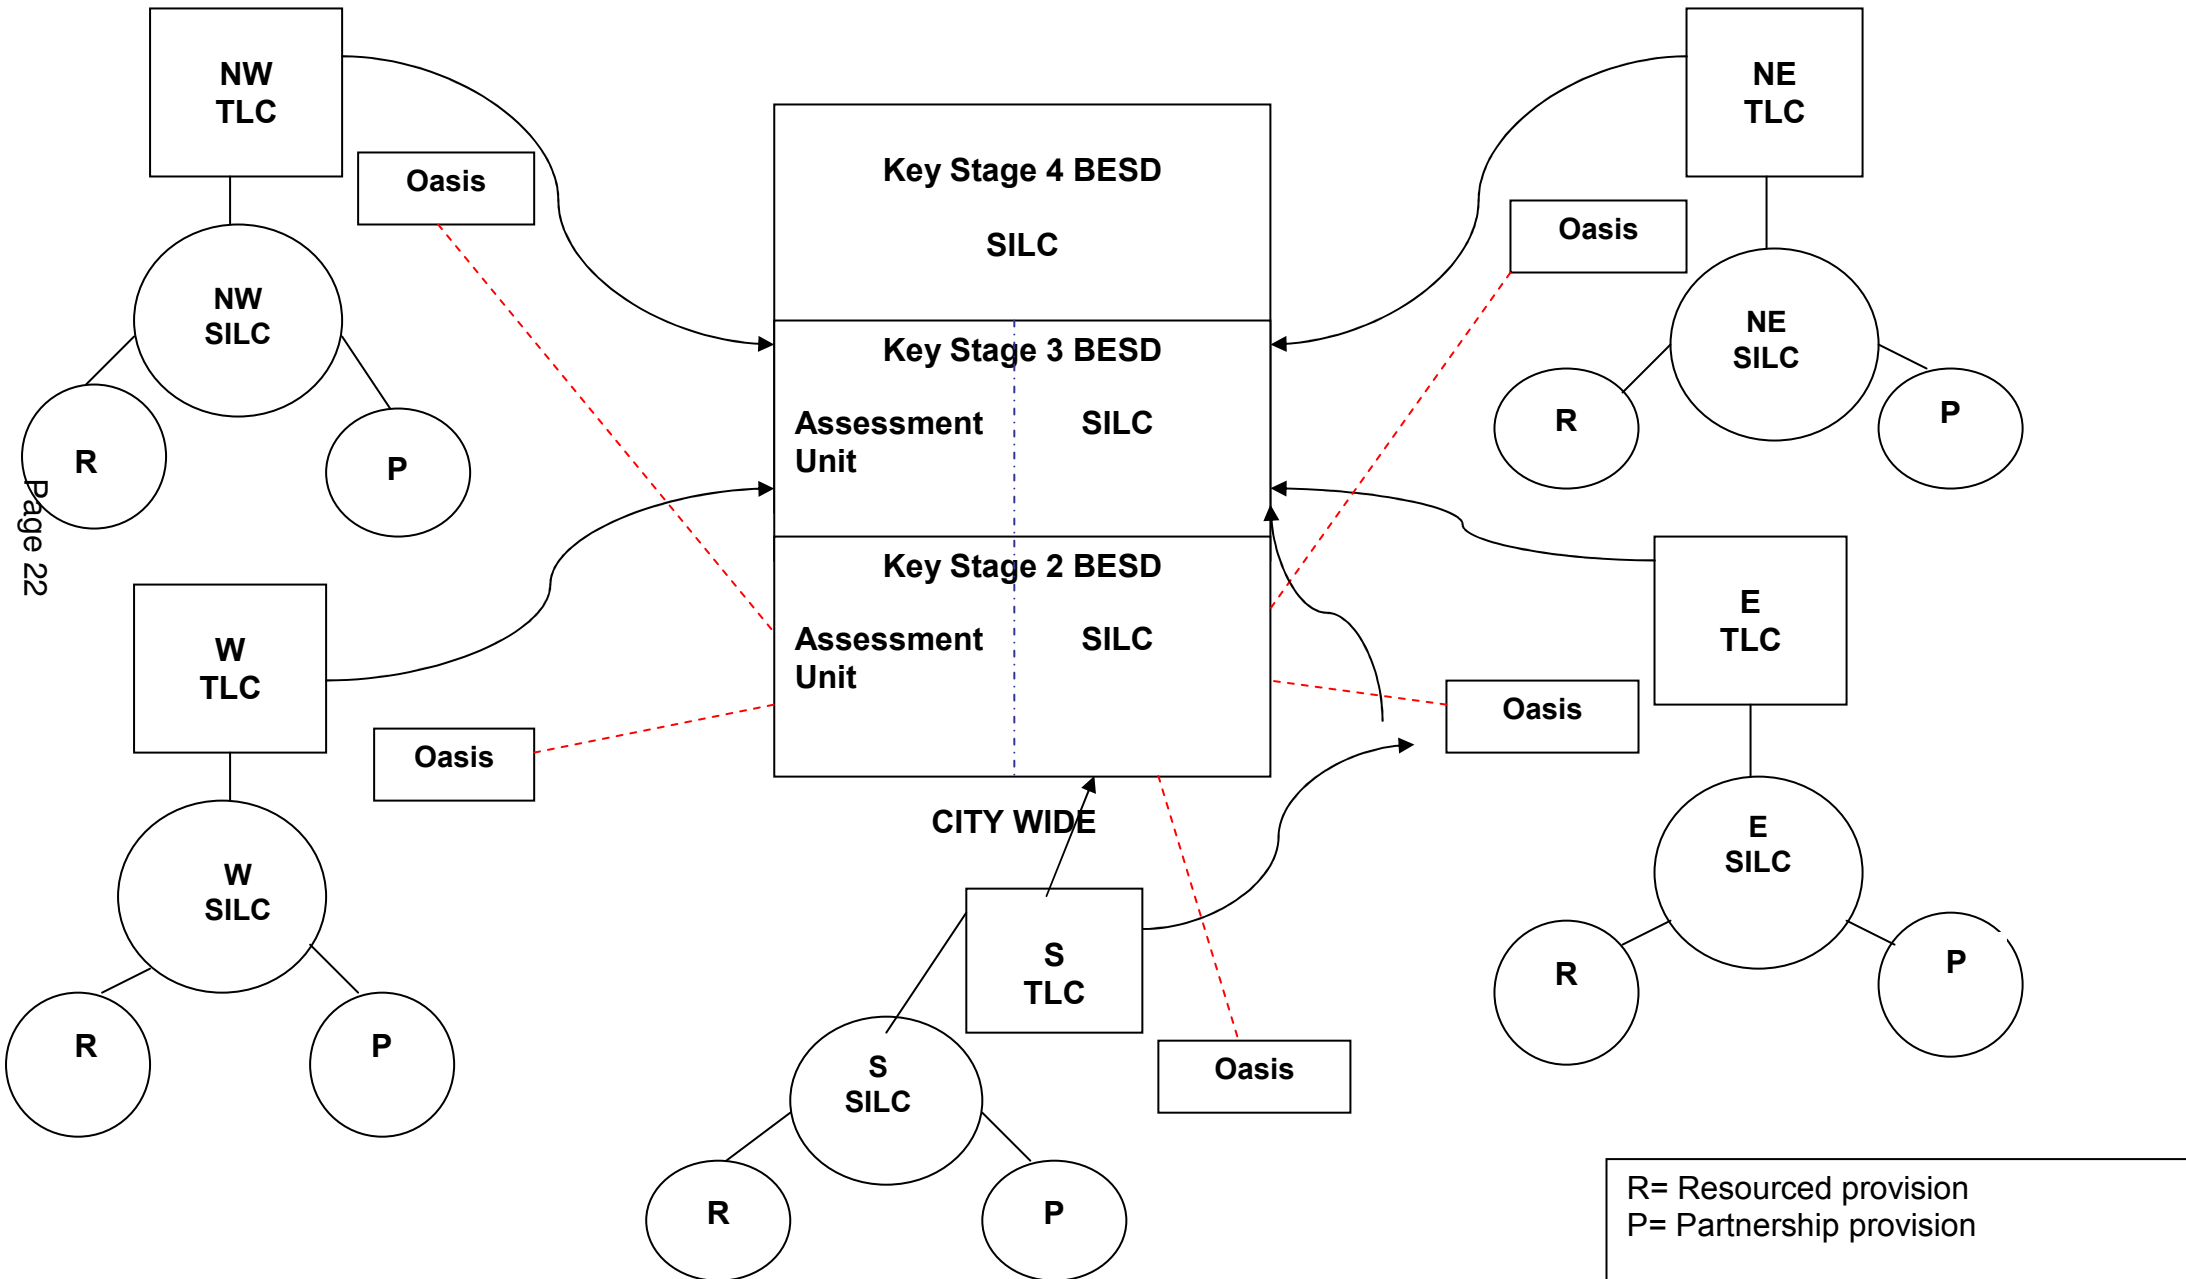 NW
TLC
Oasis
NW
SILC
R
P
Key Stage 4 BESD
SILC
Key Stage 3 BESD
Assessment
Unit
SILC
Key Stage 2 BESD
Assessment
Unit
SILC
CITY WIDE
NE
TLC
Oasis
NE
SILC
R
P
Page 22
W
TLC
Oasis
W
SILC
R
P
E
TLC
Oasis
E
SILC
R
P
S
TLC
Oasis
S
SILC
R
P
R= Resourced provision
P= Partnership provision